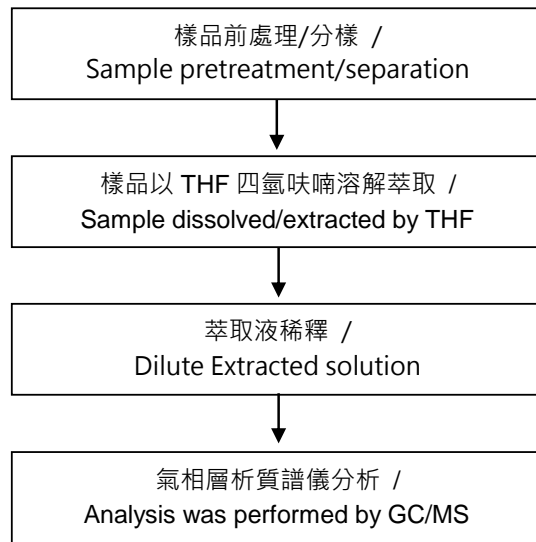 樣品前處理/分樣 /
Sample pretreatment/separation
樣品以 THF 四氫呋喃溶解萃取 /
Sample dissolved/extracted by THF
萃取液稀釋 /
Dilute Extracted solution
氣相層析質譜儀分析 /
Analysis was performed by GC/MS